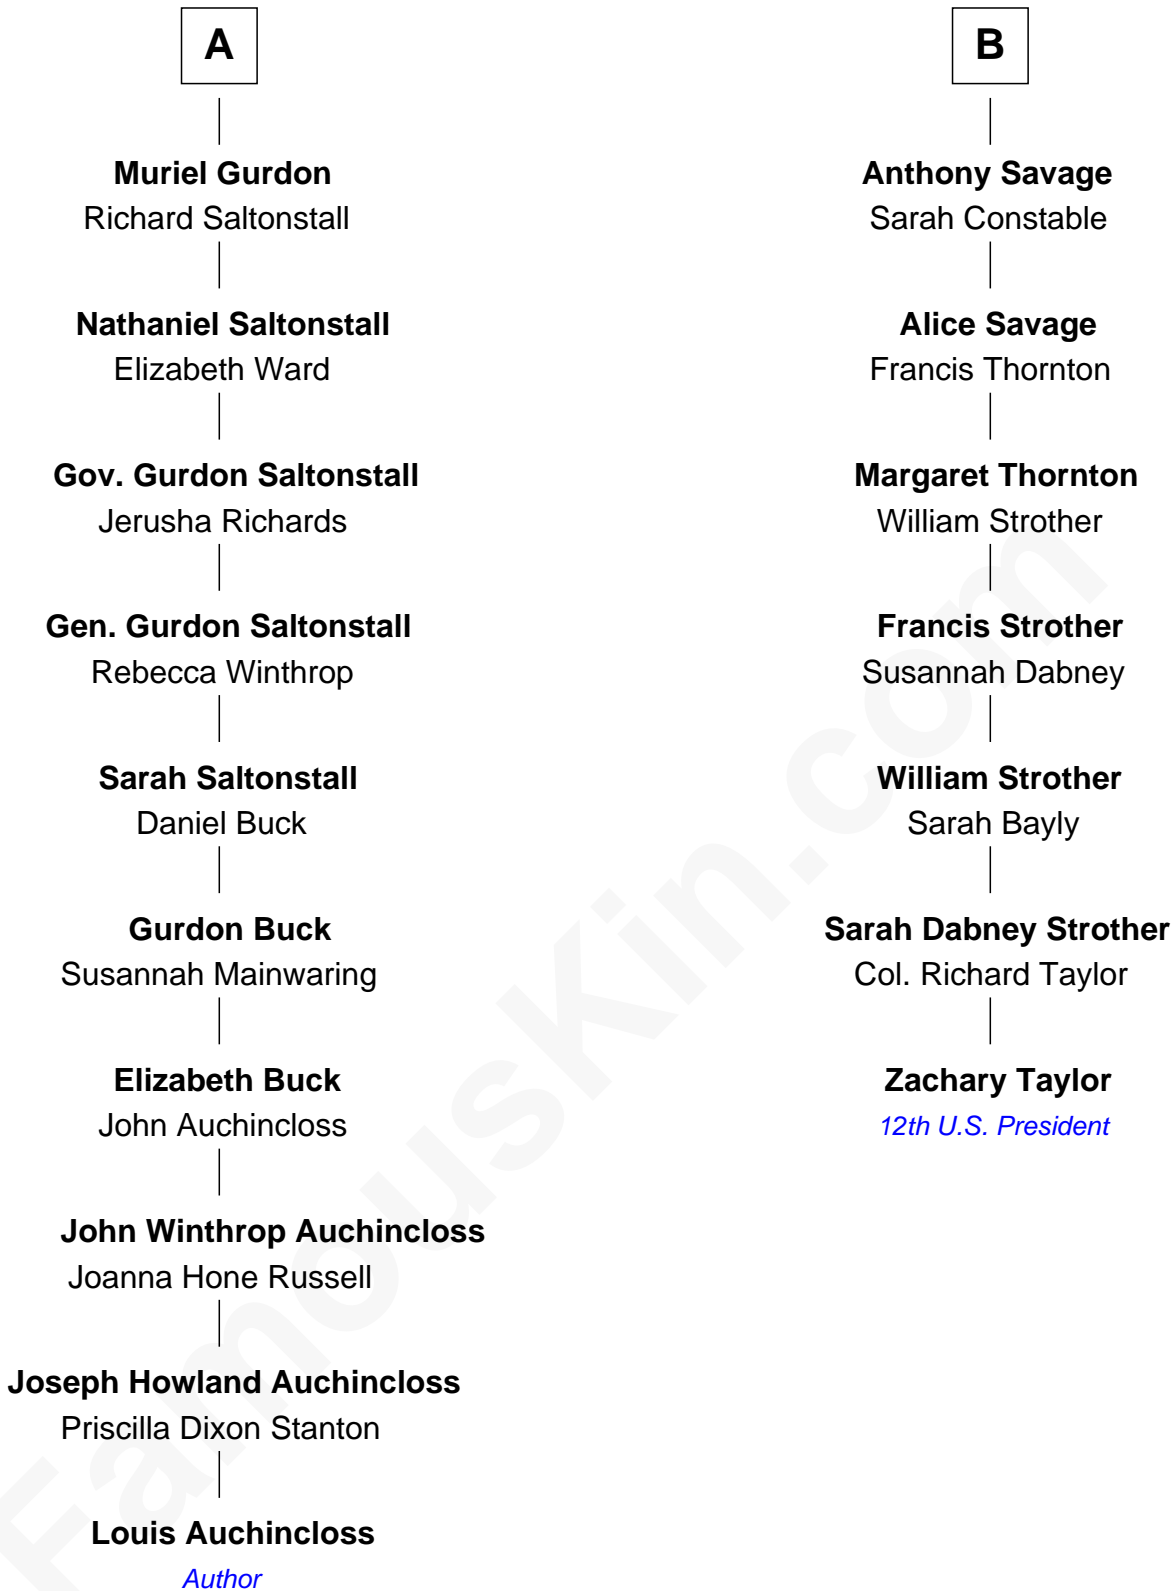 A
Muriel Gurdon
Richard Saltonstall
Nathaniel Saltonstall
Elizabeth Ward
Gov. Gurdon Saltonstall
Jerusha Richards
Gen. Gurdon Saltonstall
Rebecca Winthrop
Sarah Saltonstall
Daniel Buck
Gurdon Buck
Susannah Mainwaring
Elizabeth Buck
John Auchincloss
John Winthrop Auchincloss
Joanna Hone Russell
Joseph Howland Auchincloss
Priscilla Dixon Stanton
Louis Auchincloss
Author
B
Anthony Savage
Sarah Constable
Alice Savage
Francis Thornton
Margaret Thornton
William Strother
Francis Strother
Susannah Dabney
William Strother
Sarah Bayly
Sarah Dabney Strother
Col. Richard Taylor
Zachary Taylor
12th U.S. President
FamousKin.com